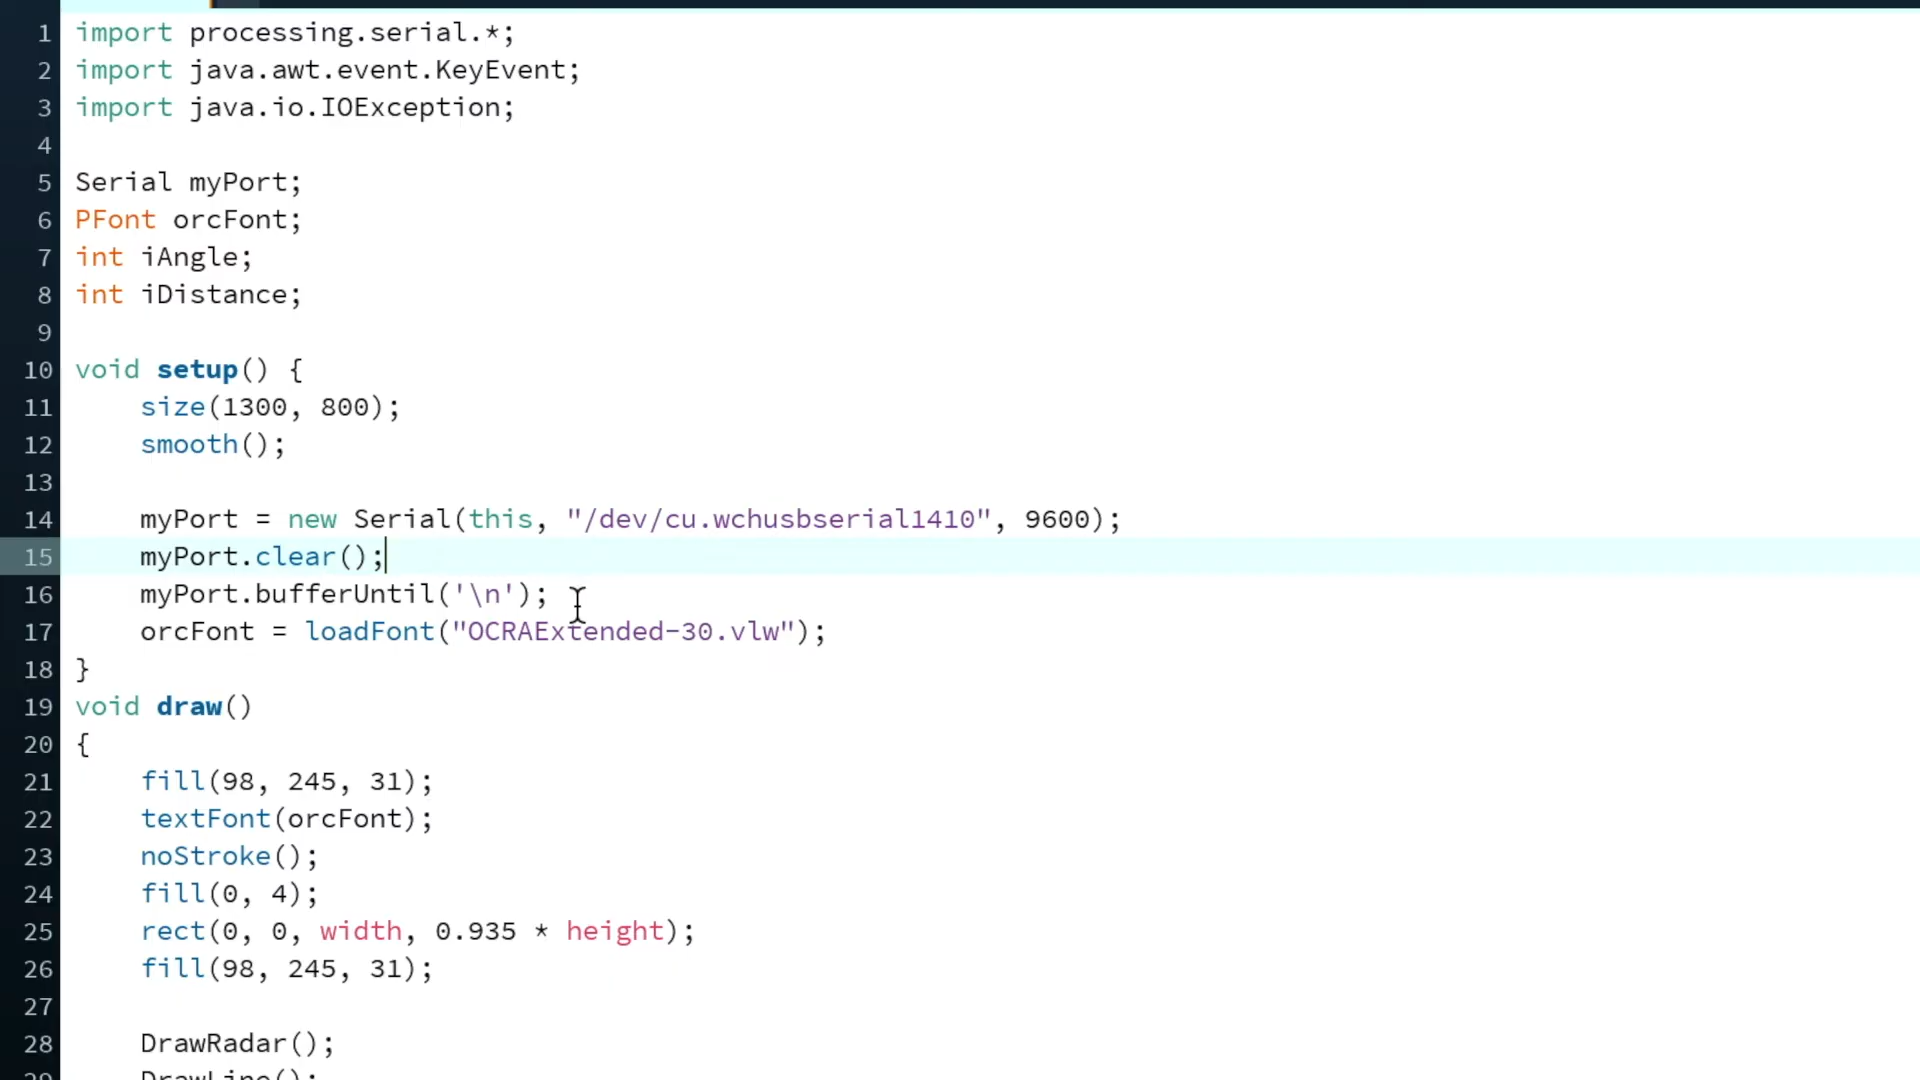 1 import processing.serial.*;
2 import java.awt.event.KeyEvent;
3 import java.io.IOException;
4
5 Serial myPort;
6 PFont orcFont;
7 int iAngle;
8 int iDistance;
9
10 void setup() {
11 size(1300, 800);
12 smooth();
13
14 myPort = new Serial(this, "/dev/cu.wchusbserial1410", 9600);
15 myPort.clear();
16 myPort.bufferUntil('\n');
17 orcFont = loadFont("OCRAExtended-30.vlw");
18 }
19 void draw()
20 {
21 fill(98, 245, 31);
22 textFont(orcFont);
23 noStroke();
24 fill(0, 4);
25 rect(0, 0, width, 0.935 * height);
26 fill(98, 245, 31);
27
28 DrawRadar();
29 DrawLine();